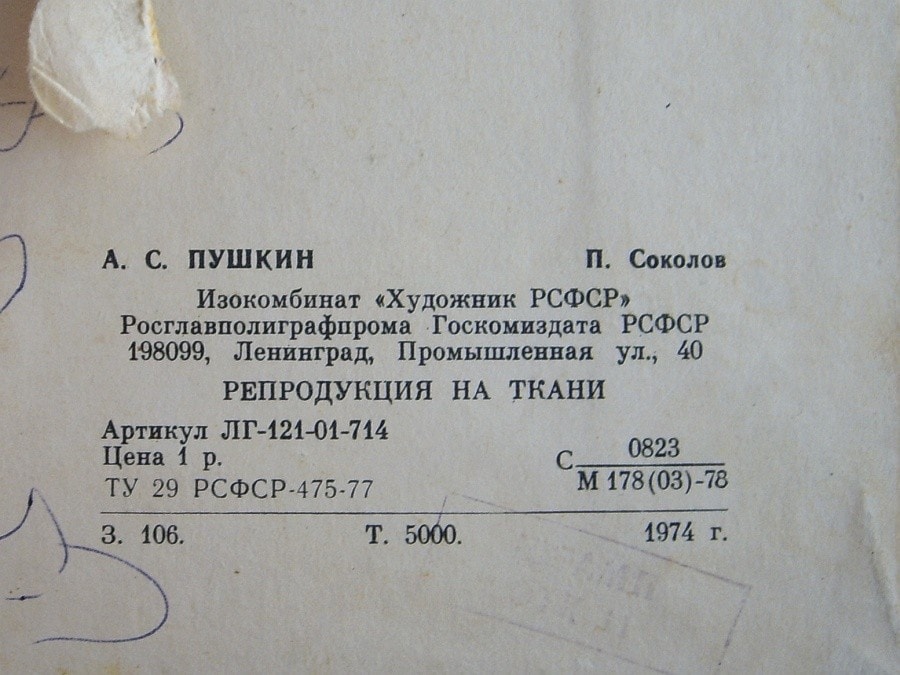 А. С. ПУШКИН П. Соколов
Изокомбинат «Художник РСФСР»
Росглавполиграфпрома Госкомиздата РСФСР
198099, Ленинград, Промышленная ул., 40
РЕПРОДУКЦИЯ НА ТКАНИ
Артикул ЛГ-121-01-714
Цена 1 р.
ТУ 29 РСФСР-475-77
С 0823
М 178(03)-78
З. 106. Т. 5000. 1974 г.